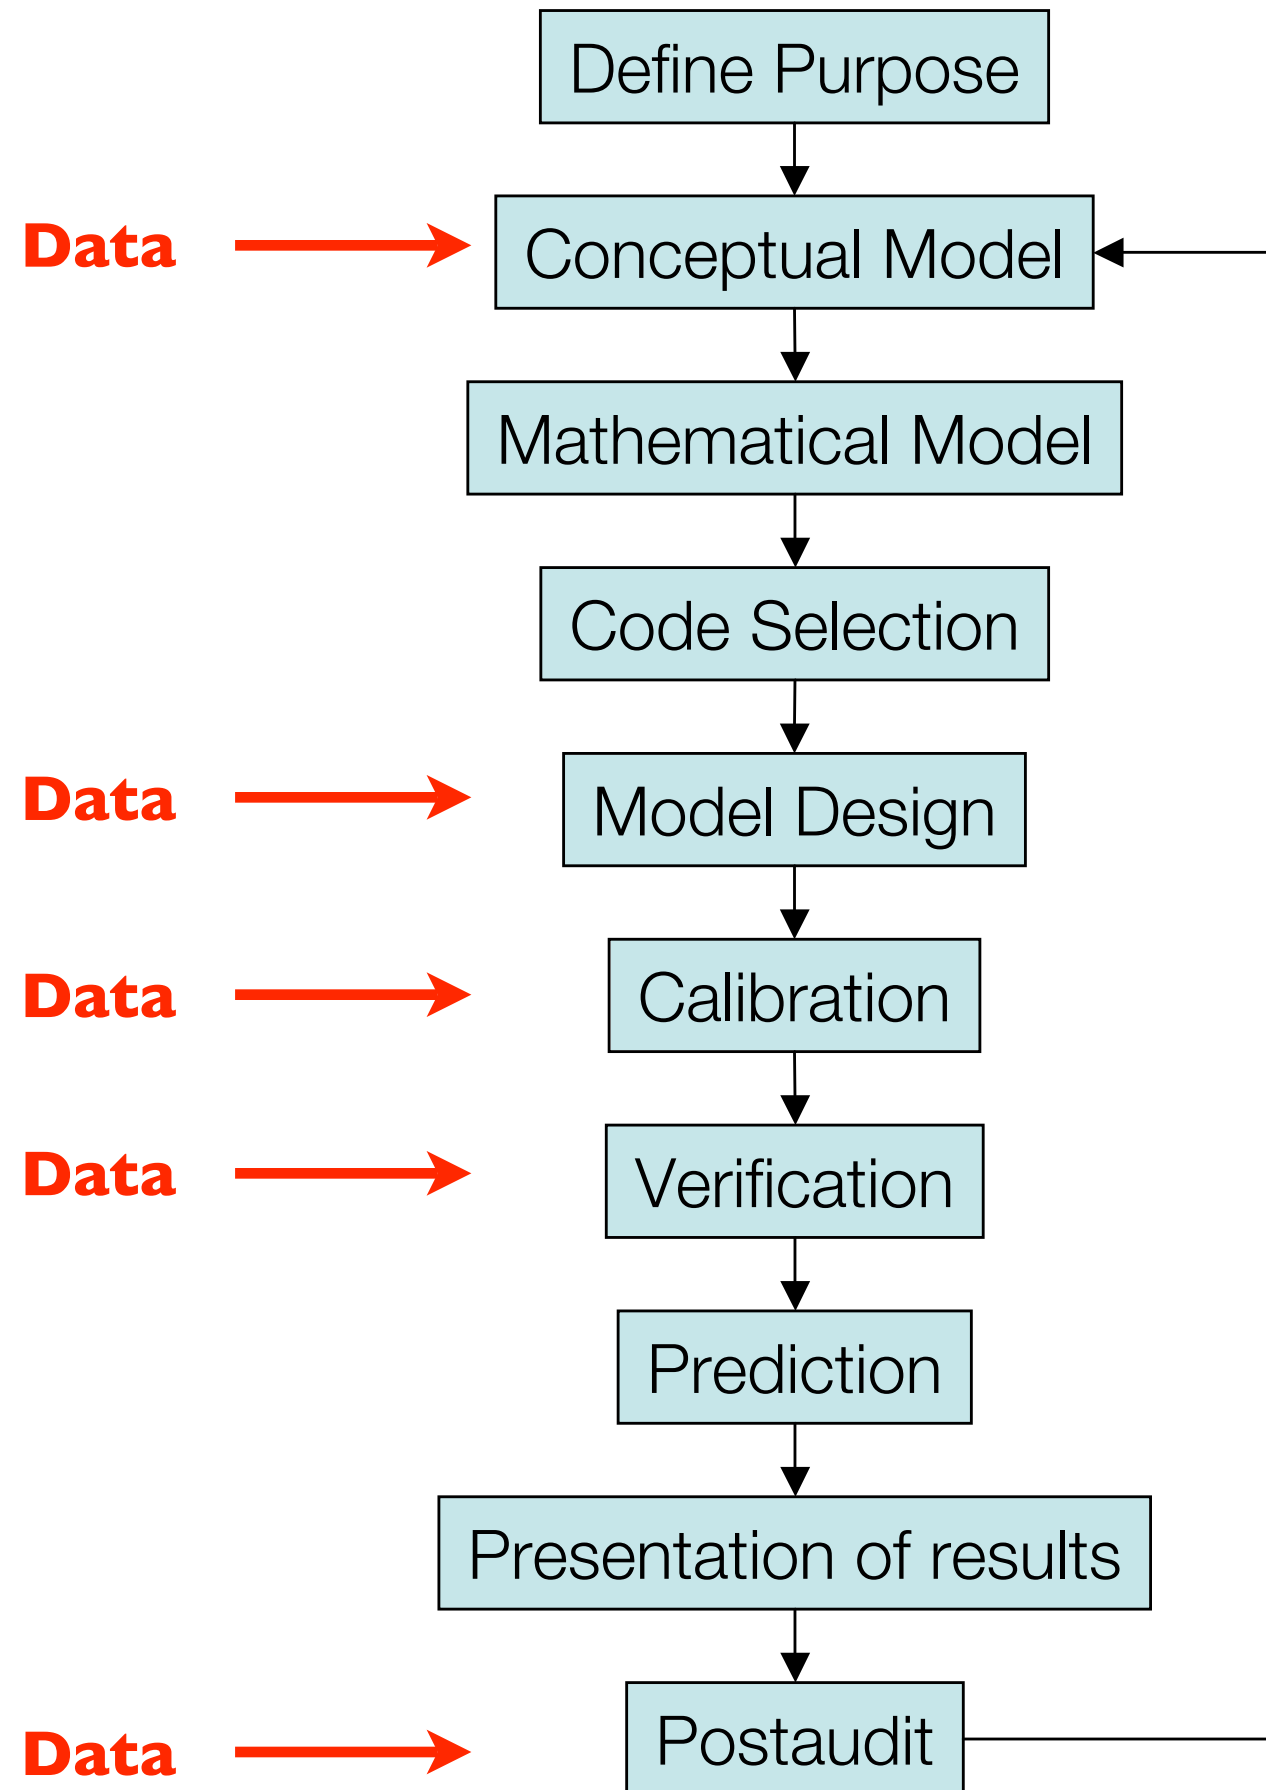 Define Purpose
Data
Conceptual Model
Mathematical Model
Code Selection
Data
Model Design
Data
Calibration
Data
Verification
Prediction
Presentation of results
Data
Postaudit